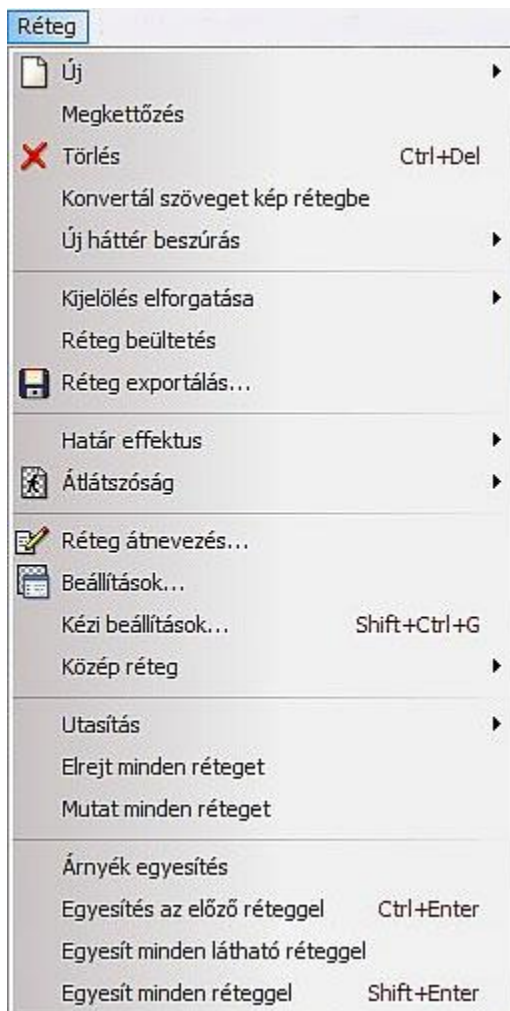 Réteg
Új
Megkettőzés
Törlés Ctrl+Del
Konvertál szöveget kép rétegbe
Új háttér beszúrás
Kijelölés elforgatása
Réteg beültetés
Réteg exportálás...
Határ effektus
Átlátszóság
Réteg átnevezés...
Beállítások...
Kézi beállítások... Shift+Ctrl+G
Közép réteg
Utasítás
Elrejt minden réteget
Mutat minden réteget
Árnyék egyesítés
Egyesítés az előző réteggel Ctrl+Enter
Egyesít minden látható réteggel
Egyesít minden réteggel Shift+Enter